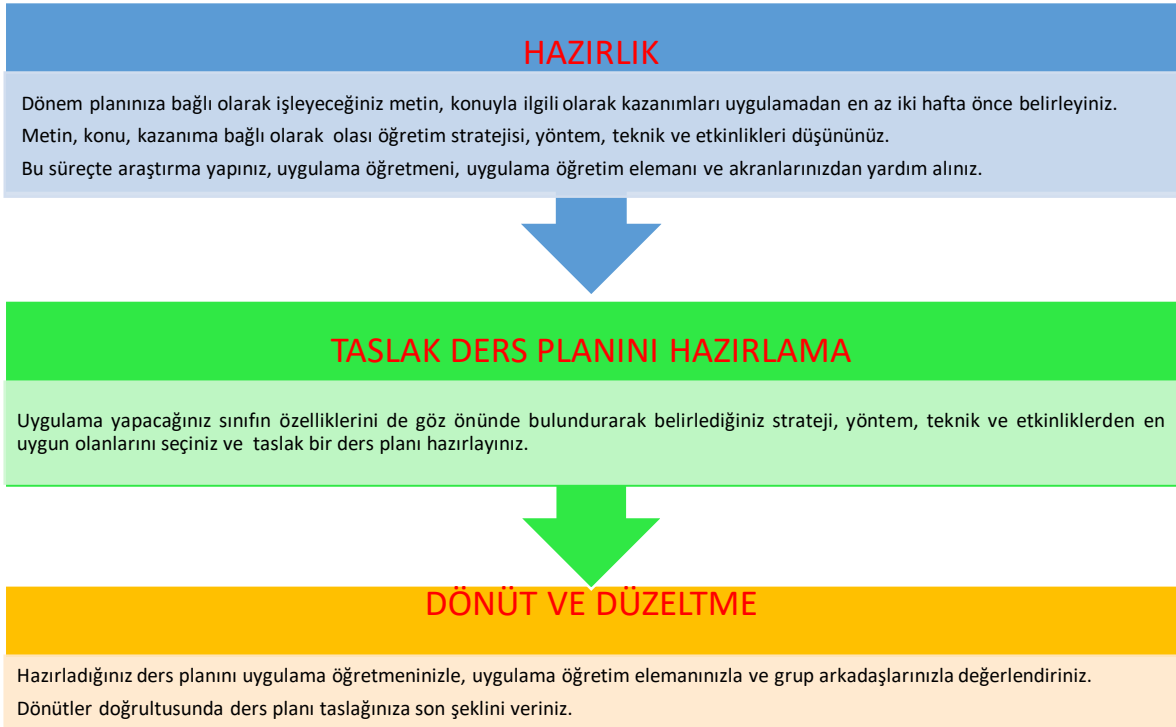 HAZIRLIK
Dönem planınıza bağlı olarak işleyeceğiniz metin, konuyla ilgili olarak kazanımları uygulamadan en az iki hafta önce belirleyiniz.
Metin, konu, kazanıma bağlı olarak olası öğretim stratejisi, yöntem, teknik ve etkinlikleri düşününüz.
Bu süreçte araştırma yapınız, uygulama öğretmeni, uygulama öğretim elemanı ve akranlarınızdan yardım alınız.
TASLAK DERS PLANINI HAZIRLAMA
Uygulama yapacağınız sınıfın özelliklerini de göz önünde bulundurarak belirlediğiniz strateji, yöntem, teknik ve etkinliklerden en
uygun olanlarını seçiniz ve taslak bir ders planı hazırlayınız.
DÖNÜT VE DÜZELTME
Hazırladığınız ders planını uygulama öğretmeninizle, uygulama öğretim elemanınızla ve grup arkadaşlarınızla değerlendiriniz.
Dönütler doğrultusunda ders planı taslağınıza son şeklini veriniz.